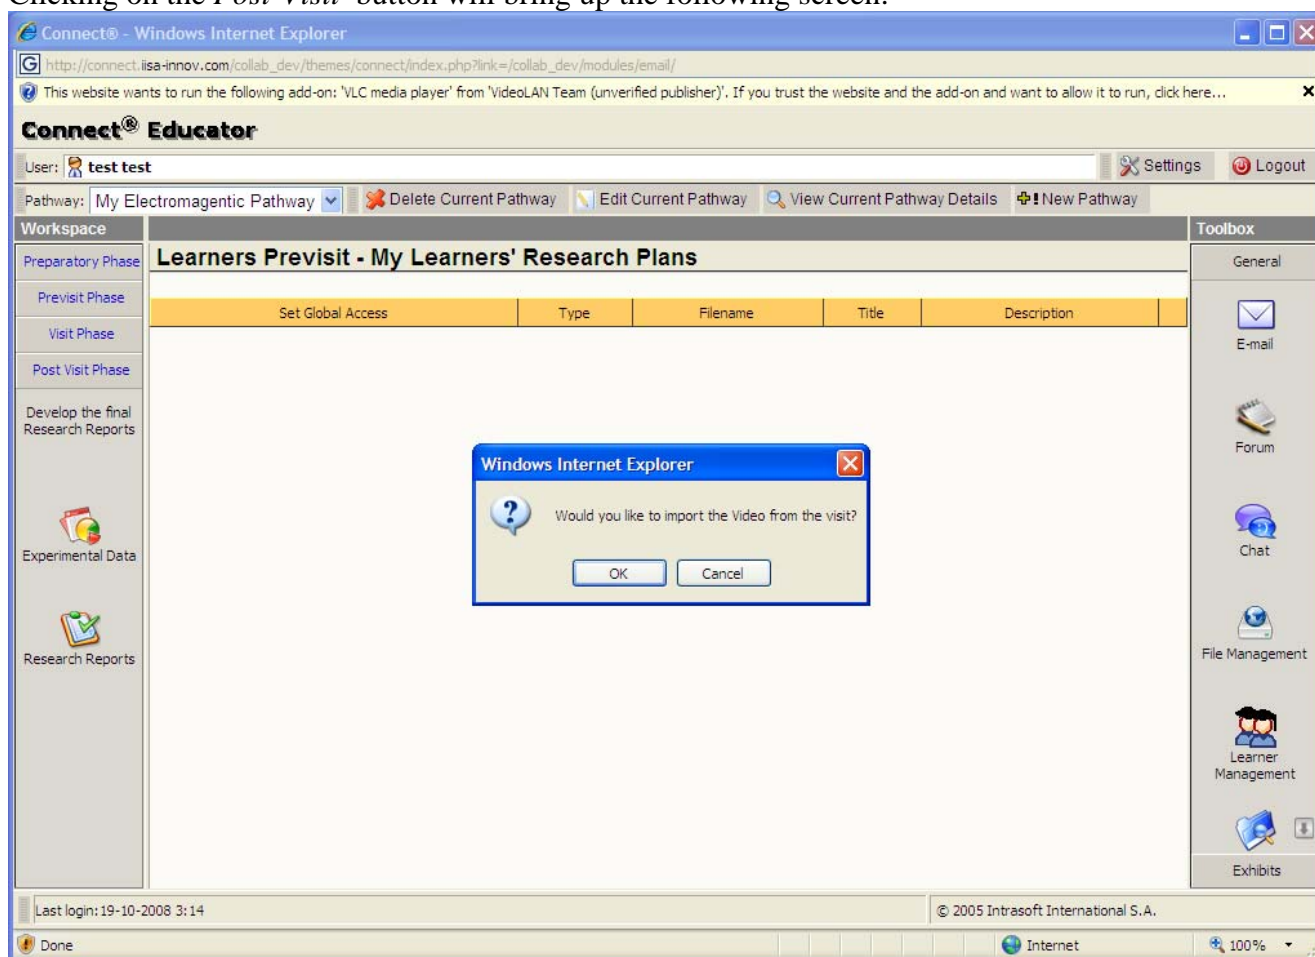 Clicking on the Post Visit button will bring up the following screen:
Connect® - Windows Internet Explorer
http://connect.iisa-innov.com/collab_dev/themes/connect/index.php?link=/collab_dev/modules/email/
This website wants to run the following add-on: 'VLC media player' from 'VideoLAN Team (unverified publisher)'. If you trust the website and the add-on and want to allow it to run, click here...
Connect® Educator
User: test test Settings Logout
Pathway: My Electromagentic Pathway Delete Current Pathway Edit Current Pathway View Current Pathway Details New Pathway
Workspace
Toolbox
Preparatory Phase
Previsit Phase
Visit Phase
Post Visit Phase
Develop the final
Research Reports
Experimental Data
Research Reports
Learners Previsit - My Learners' Research Plans
Set Global Access Type Filename Title Description
Windows Internet Explorer
Would you like to import the Video from the visit?
OK Cancel
General
E-mail
Forum
Chat
File Management
Learner
Management
Exhibits
Last login: 19-10-2008 3:14
© 2005 Intrasoft International S.A.
Done Internet 100%